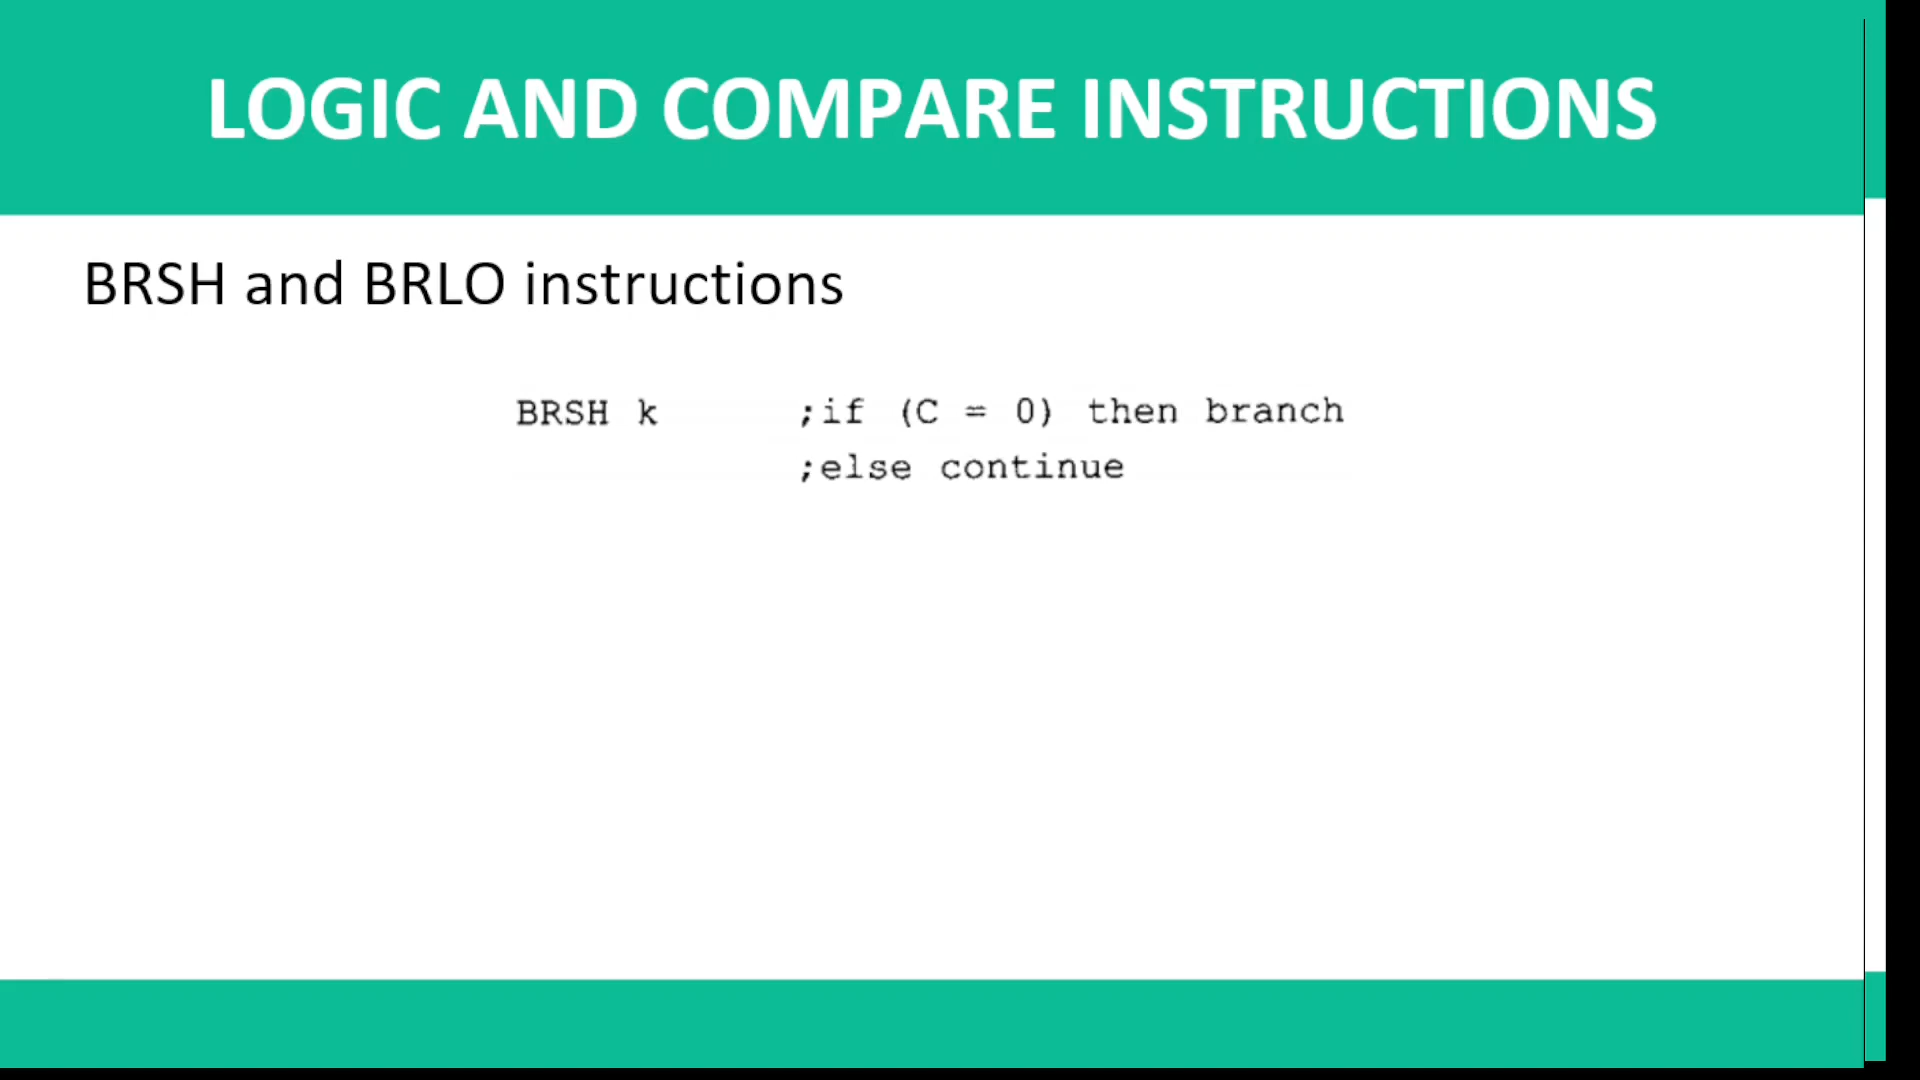 LOGIC AND COMPARE INSTRUCTIONS
BRSH and BRLO instructions
BRSH k ;if (C = 0) then branch
;else continue